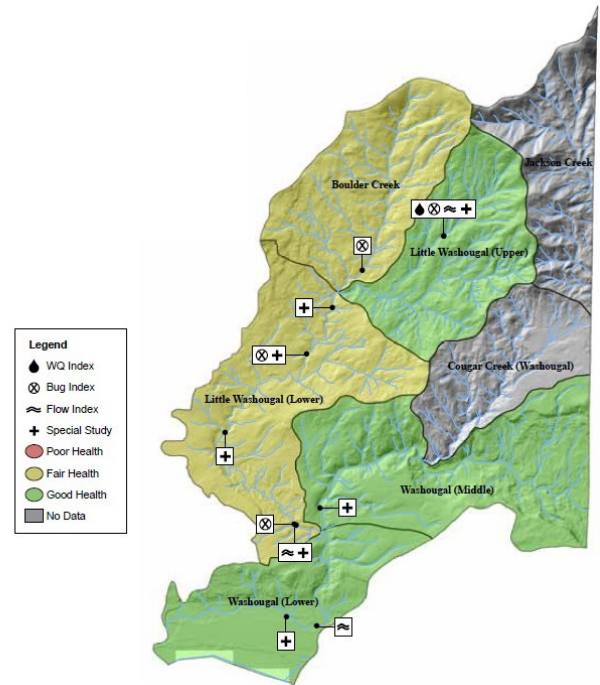 Jackson Creek
Boulder Creek
Little Washougal (Upper)
Cougar Creek (Washougal)
Little Washougal (Lower)
Washougal (Middle)
Washougal (Lower)
Legend
WQ Index
Bug Index
Flow Index
Special Study
Poor Health
Fair Health
Good Health
No Data